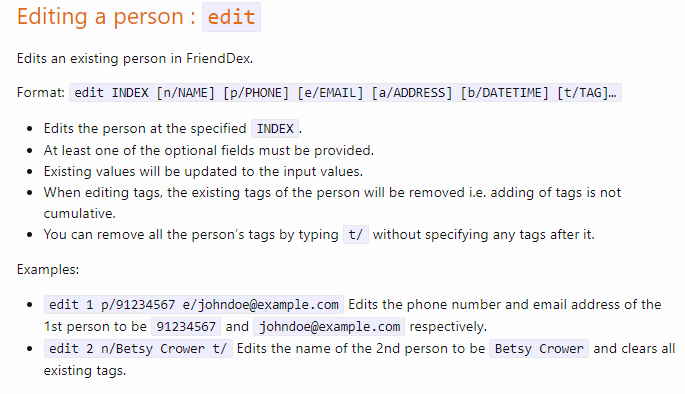 Editing a person : edit
Edits an existing person in FriendDex.
Format: edit INDEX [n/NAME] [p/PHONE] [e/EMAIL] [a/ADDRESS] [b/DATETIME] [t/TAG]…
• Edits the person at the specified INDEX.
• At least one of the optional fields must be provided.
• Existing values will be updated to the input values.
• When editing tags, the existing tags of the person will be removed i.e. adding of tags is not
cumulative.
• You can remove all the person's tags by typing t/ without specifying any tags after it.
Examples:
• edit 1 p/91234567 e/johndoe@example.com Edits the phone number and email address of the
1st person to be 91234567 and johndoe@example.com respectively.
• edit 2 n/Betsy Crower t/ Edits the name of the 2nd person to be Betsy Crower and clears all
existing tags.